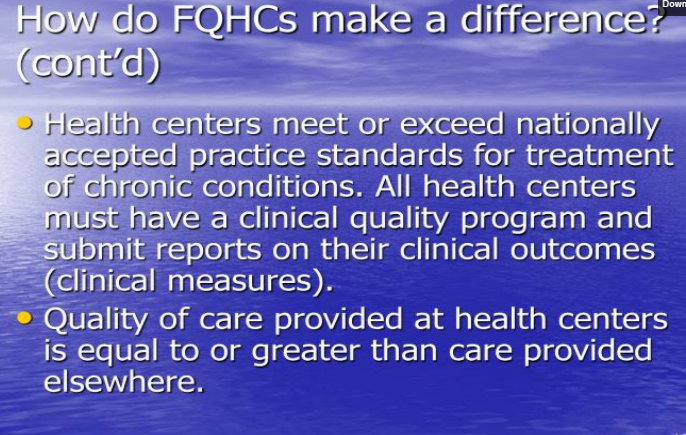 How do FQHCs make a difference?
(cont'd)
Health centers meet or exceed nationally
accepted practice standards for treatment
of chronic conditions. All health centers
must have a clinical quality program and
submit reports on their clinical outcomes
(clinical measures).
Quality of care provided at health centers
is equal to or greater than care provided
elsewhere.